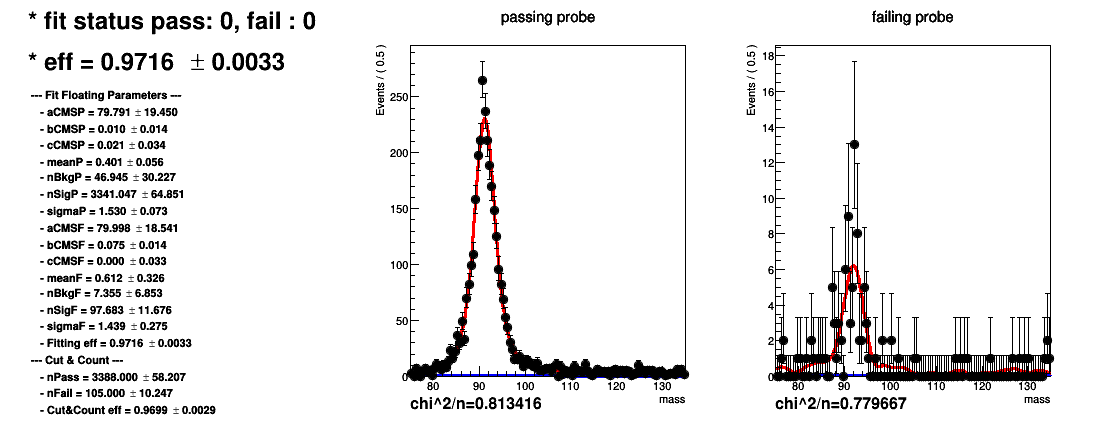 * fit status pass: 0, fail : 0
* eff = 0.9716 ± 0.0033
--- Fit Floating Parameters ---
- aCMSP = 79.791 ± 19.450
- bCMSP = 0.010 ± 0.014
- cCMSP = 0.021 ± 0.034
- meanP = 0.401 ± 0.056
- nBkgP = 46.945 ± 30.227
- nSigP = 3341.047 ± 64.851
- sigmaP = 1.530 ± 0.073
- aCMSF = 79.998 ± 18.541
- bCMSF = 0.075 ± 0.014
- cCMSF = 0.000 ± 0.033
- meanF = 0.612 ± 0.326
- nBkgF = 7.355 ± 6.853
- nSigF = 97.683 ± 11.676
- sigmaF = 1.439 ± 0.275
- Fitting eff = 0.9716 ± 0.0033
--- Cut & Count ---
- nPass = 3388.000 ± 58.207
- nFail = 105.000 ± 10.247
- Cut&Count eff = 0.9699 ± 0.0029
passing probe
Events / ( 0.5 )
250
200
150
100
50
0
80 90 100 110 120 130
mass
chi^2/n=0.813416
failing probe
Events / ( 0.5 )
18
16
14
12
10
8
6
4
2
0
80 90 100 110 120 130
mass
chi^2/n=0.779667